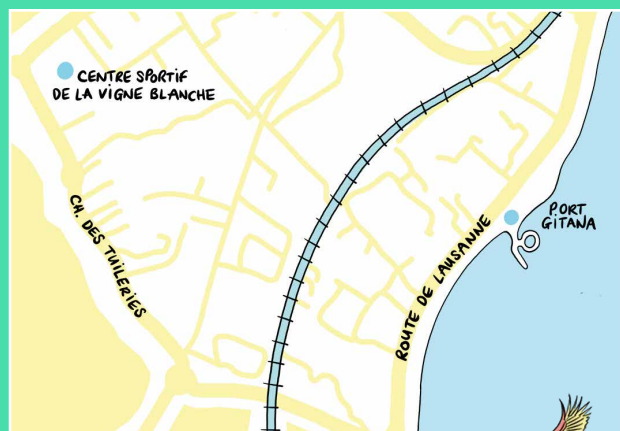 CENTRE SPORTIF
DE LA VIGNE BLANCHE
CH. DES TUILERIES
ROUTE DE LAUSANNE
PORT
GITANA